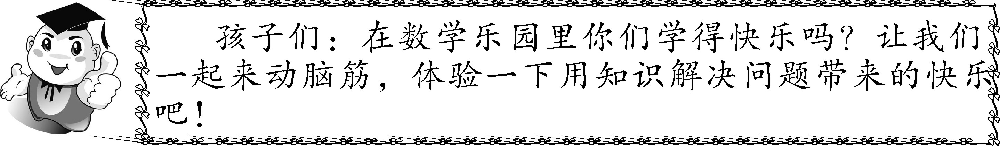 孩子们：在数学乐园里你们学得快乐吗？让我们
一起来动脑筋，体验一下用知识解决问题带来的快乐
吧！